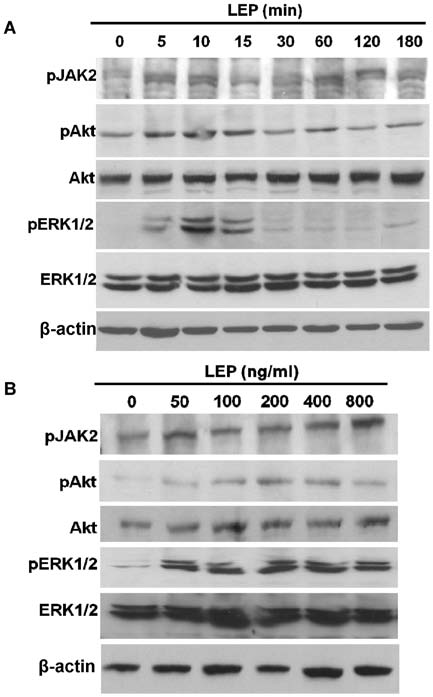 A
LEP (min)
0 5 10 15 30 60 120 180
pJAK2
pAkt
Akt
pERK1/2
ERK1/2
β-actin
B
LEP (ng/ml)
0 50 100 200 400 800
pJAK2
pAkt
Akt
pERK1/2
ERK1/2
β-actin